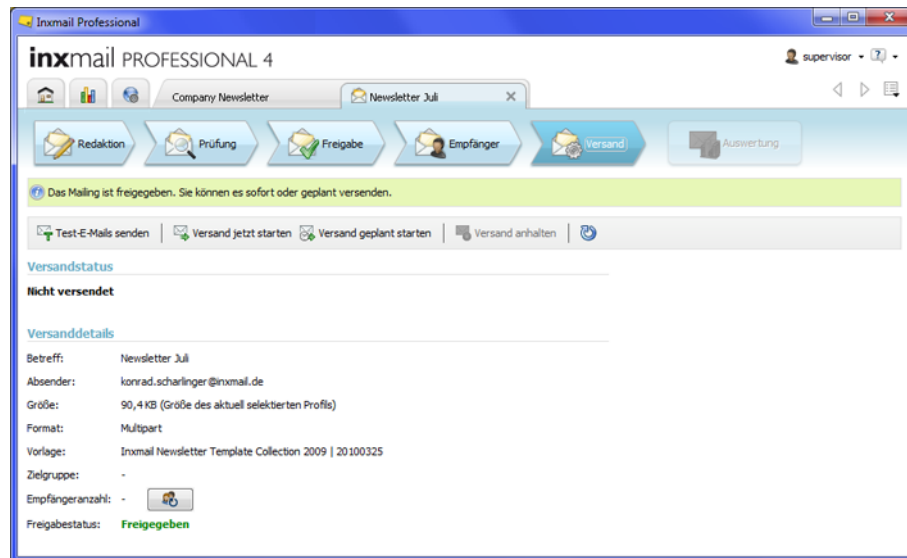 Inxmail Professional
inxmail PROFESSIONAL 4
supervisor
Company Newsletter
Newsletter Juli
Redaktion
Prüfung
Freigabe
Empfänger
Versand
Auswertung
Das Mailing ist freigegeben. Sie können es sofort oder geplant versenden.
Test-E-Mails senden
Versand jetzt starten
Versand geplant starten
Versand anhalten
Versandstatus
Nicht versendet
Versanddetails
Betreff: Newsletter Juli
Absender: konrad.scharlinger@inxmail.de
Größe: 90,4 KB (Größe des aktuell selektierten Profils)
Format: Multipart
Vorlage: Inxmail Newsletter Template Collection 2009 | 20100325
Zielgruppe: -
Empfängeranzahl: -
Freigabestatus: Freigegeben